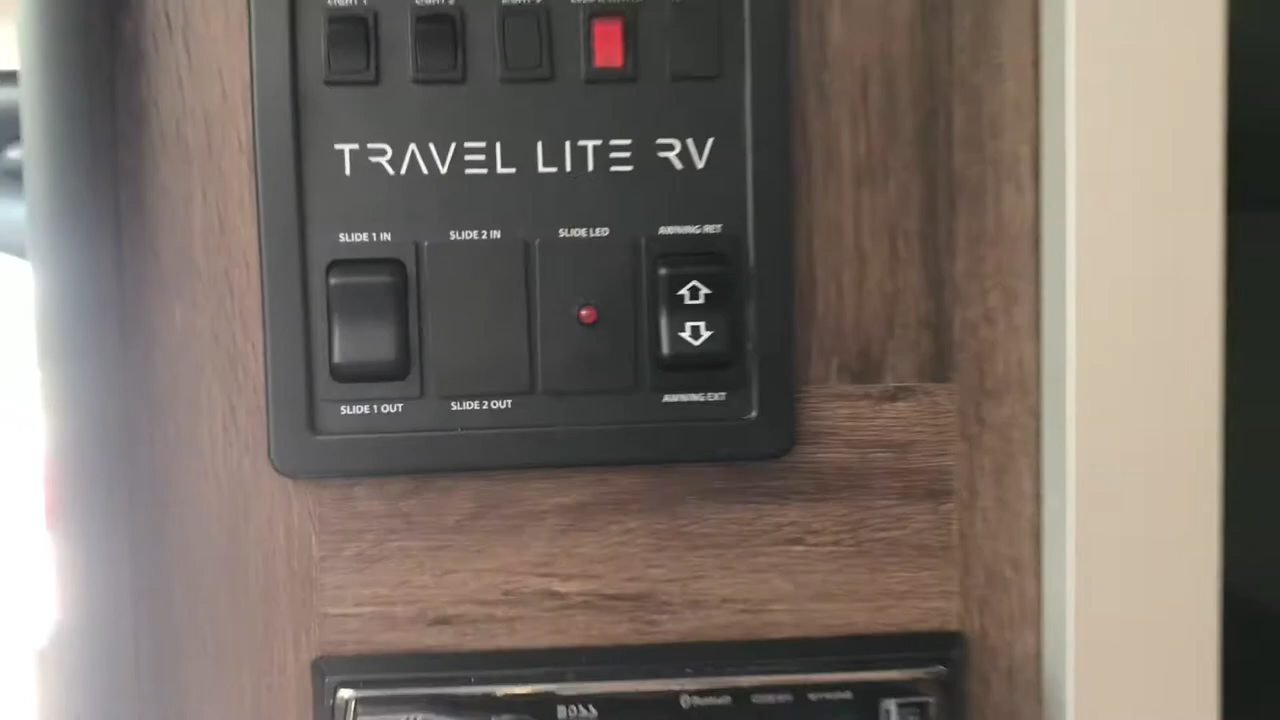 TRAVEL LITE RV
SLIDE 1 IN
SLIDE 2 IN
SLIDE LED
AWNING RET
SLIDE 1 OUT
SLIDE 2 OUT
AWNING EXT
BOSS
Bluetooth